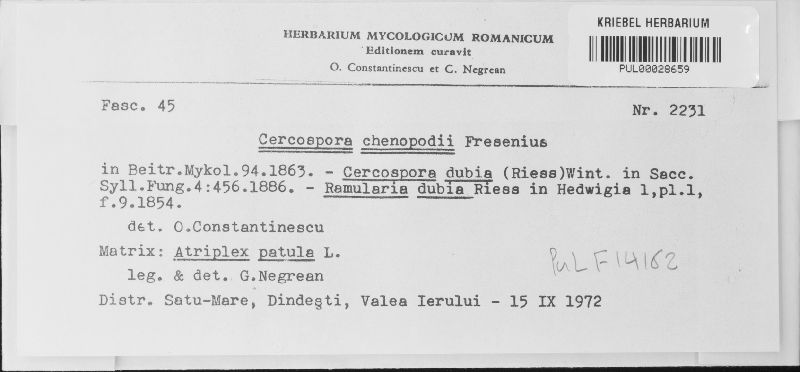 HERBARIUM MYCOLOGICUM ROMANICUM
Editionem curavit
O. Constantinescu et G. Negrean
KRIEBEL HERBARIUM
PUL00028659
Fasc. 45
Nr. 2231
Cercospora chenopodii Fresenius
in Beitr.Mykol.94.1863. - Cercospora dubia (Riess)Wint. in Sacc.
Syll.Fung.4:456.1886. - Ramularia dubia Riess in Hedwigia 1,pl.1,
f.9.1854.
det. O.Constantinescu
Matrix: Atriplex patula L.
leg. & det. G.Negrean
PUL F14162
Distr. Satu-Mare, Dindești, Valea Ierului - 15 IX 1972